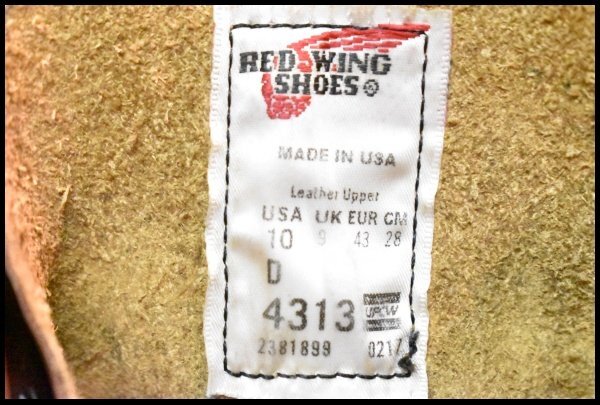 RED WING
SHOES ®
MADE IN USA
Leather Upper
USA UK EUR CM
10 9 43 28
D
4313 UFCW
2381899 0217